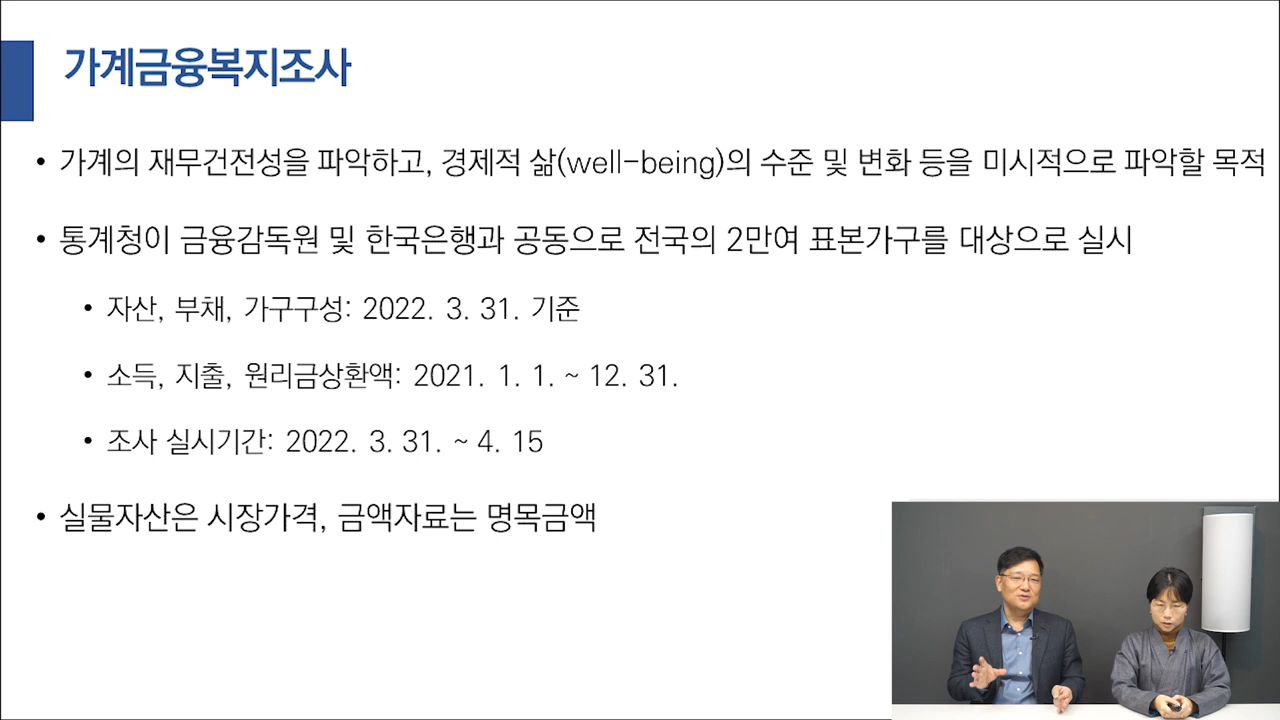 가계금융복지조사
• 가계의 재무건전성을 파악하고, 경제적 삶(well-being)의 수준 및 변화 등을 미시적으로 파악할 목적
• 통계청이 금융감독원 및 한국은행과 공동으로 전국의 2만여 표본가구를 대상으로 실시
• 자산, 부채, 가구구성: 2022. 3. 31. 기준
• 소득, 지출, 원리금상환액: 2021. 1. 1. ~ 12. 31.
• 조사 실시기간: 2022. 3. 31. ~ 4. 15
• 실물자산은 시장가격, 금액자료는 명목금액